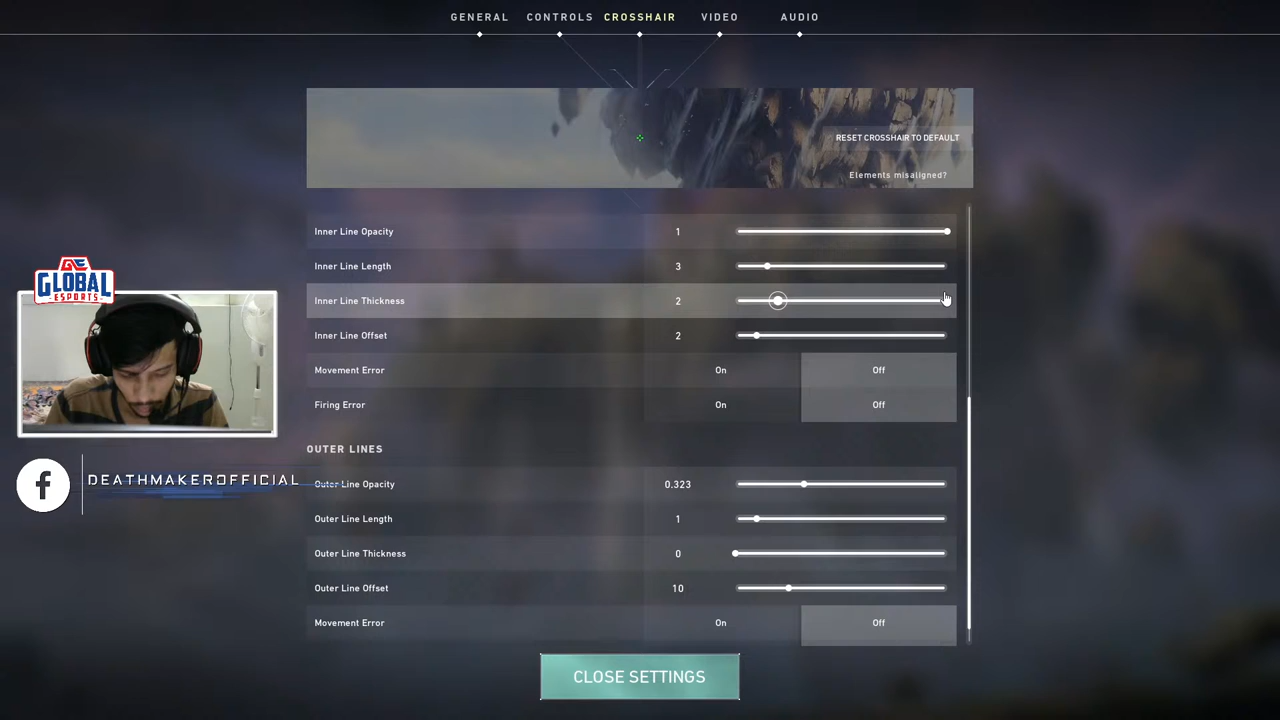 GENERAL CONTROLS CROSSHAIR VIDEO AUDIO
RESET CROSSHAIR TO DEFAULT
Elements misaligned?
Inner Line Opacity 1
Inner Line Length 3
Inner Line Thickness 2
Inner Line Offset 2
Movement Error On Off
Firing Error On Off
OUTER LINES
Outer Line Opacity 0.323
Outer Line Length 1
Outer Line Thickness 0
Outer Line Offset 10
Movement Error On Off
CLOSE SETTINGS
GE
GLOBAL
ESPORTS
f DEATHMAKEROFFICIAL